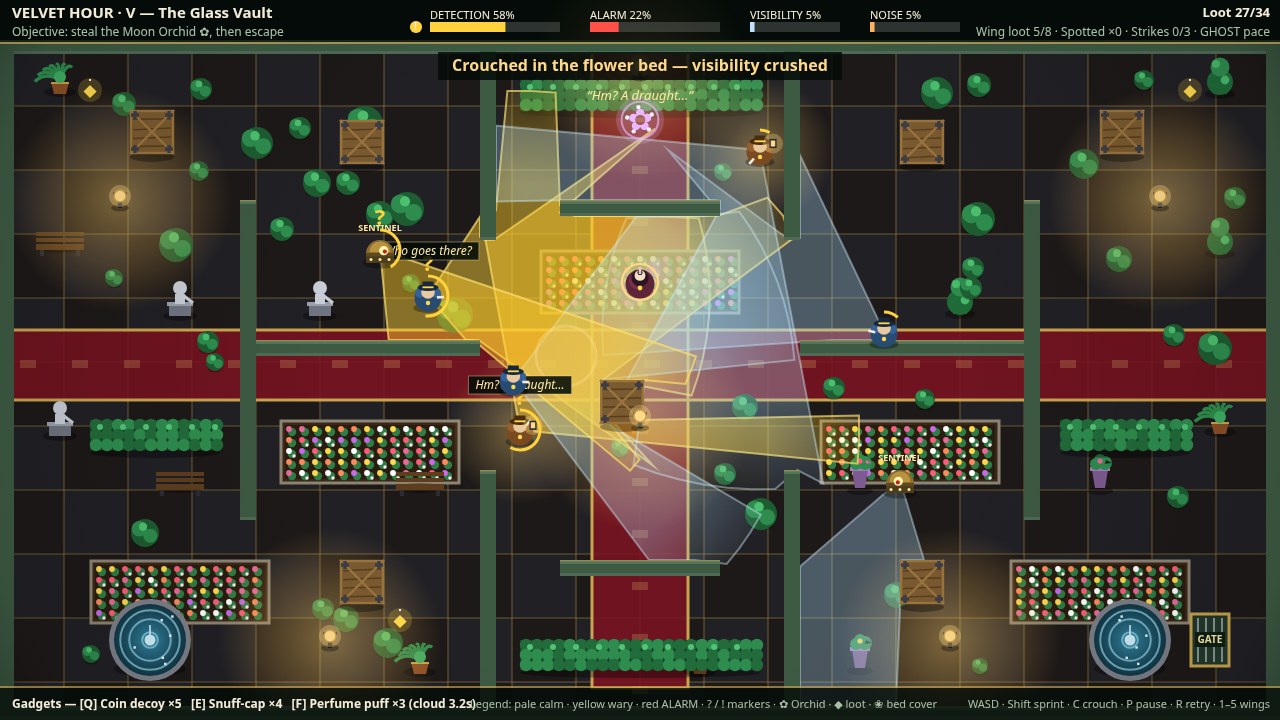 VELVET HOUR · V — The Glass Vault
DETECTION 58%
ALARM 22%
VISIBILITY 5%
NOISE 5%
Loot 27/34
Objective: steal the Moon Orchid ✿, then escape
Wing loot 5/8 · Spotted ×0 · Strikes 0/3 · GHOST pace
Crouched in the flower bed — visibility crushed
“Hm? A draught…”
?
SENTINEL
goes there?
Hm?
SENTINEL
GATE
Gadgets — [Q] Coin decoy ×5 [E] Snuff-cap ×4 [F] Perfume puff ×3 (cloud 3.2s)
egend: pale calm · yellow wary · red ALARM · ? / ! markers · ✿ Orchid · ◆ loot · ❀ bed cover
WASD · Shift sprint · C crouch · P pause · R retry · 1–5 wings